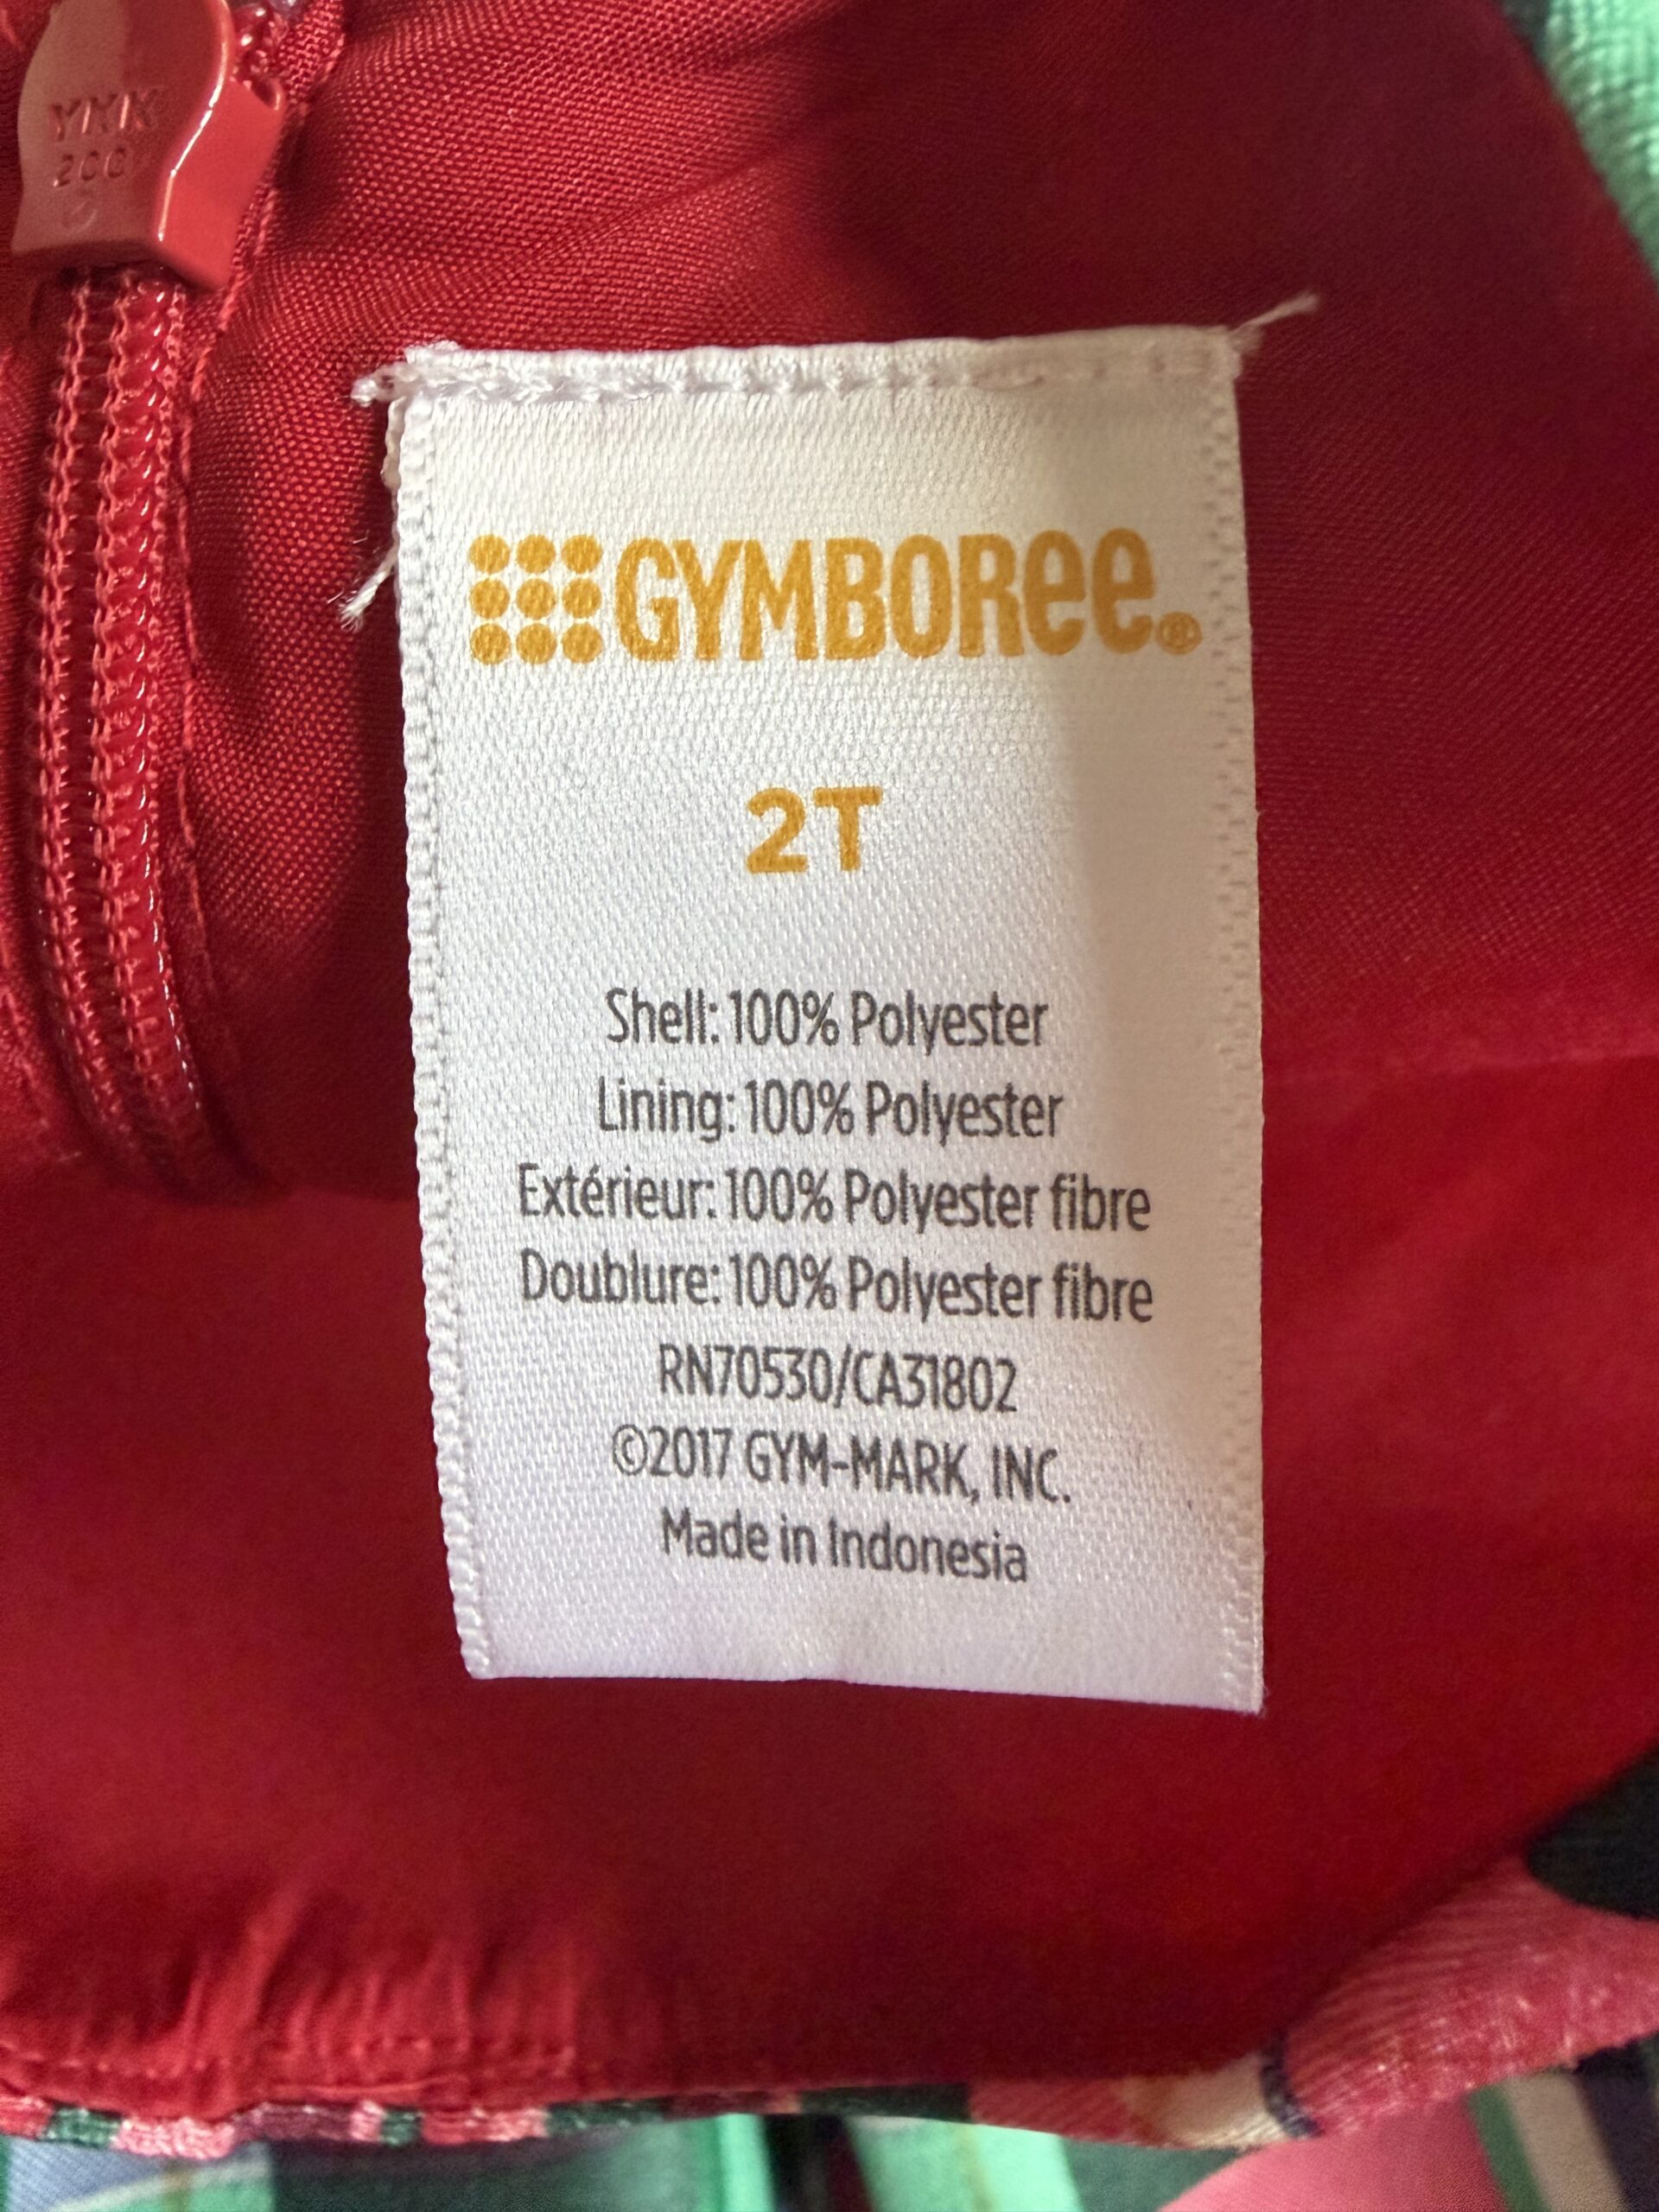 YKK
GYMBOREE®
2T
Shell: 100% Polyester
Lining: 100% Polyester
Extérieur: 100% Polyester fibre
Doublure: 100% Polyester fibre
RN70530/CA31802
©2017 GYM-MARK, INC.
Made in Indonesia